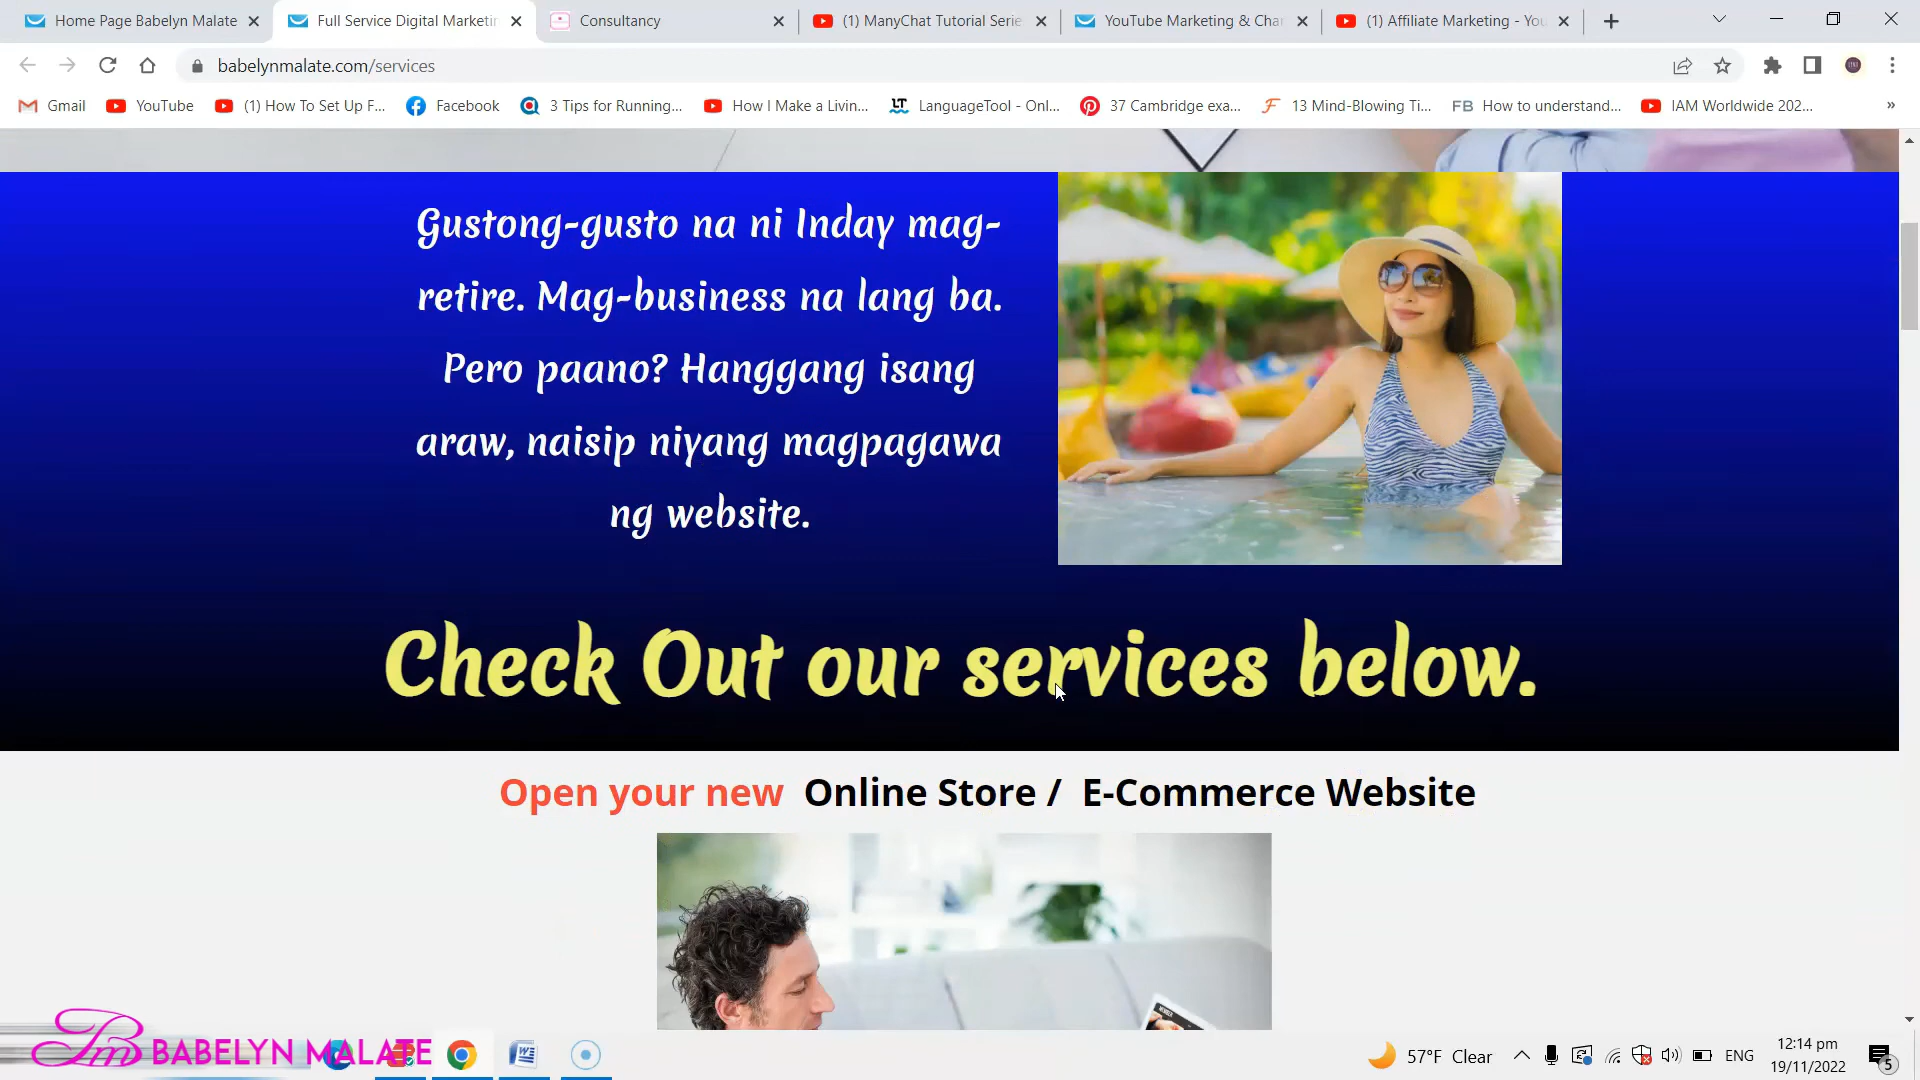 Home Page Babelyn Malate
Full Service Digital Marketin
Consultancy
(1) ManyChat Tutorial Serie
YouTube Marketing & Cha
(1) Affiliate Marketing - You
babelynmalate.com/services
Gmail
YouTube
(1) How To Set Up F...
Facebook
3 Tips for Running...
How I Make a Livin...
LanguageTool - Onl...
37 Cambridge exa...
13 Mind-Blowing Ti...
FB How to understand...
IAM Worldwide 202...
»
Gustong-gusto na ni Inday mag-
retire. Mag-business na lang ba.
Pero paano? Hanggang isang
araw, naisip niyang magpagawa
ng website.
Check Out our services below.
Open your new Online Store / E-Commerce Website
BABELYN MALATE
57°F Clear
ENG
12:14 pm
19/11/2022
5